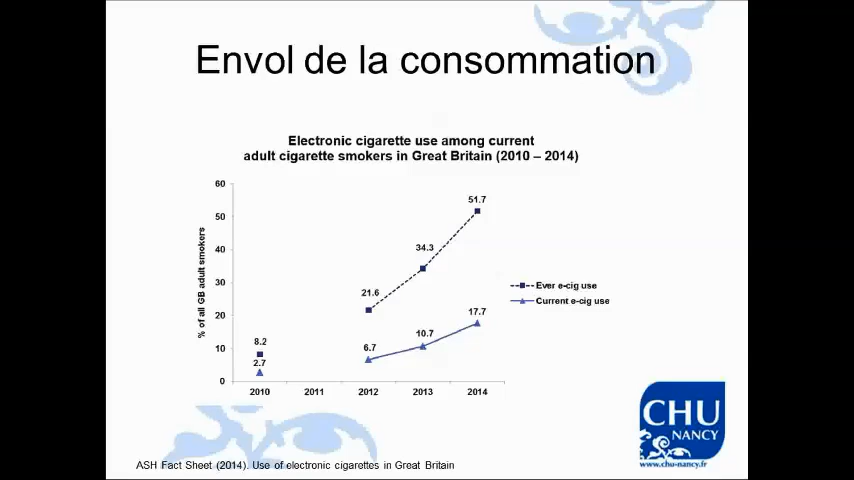 Envol de la consommation
Electronic cigarette use among current
adult cigarette smokers in Great Britain (2010 – 2014)
% of all GB adult smokers
60
50
40
30
20
10
0
8.2
2.7
21.6
6.7
34.3
10.7
51.7
17.7
2010
2011
2012
2013
2014
Ever e-cig use
Current e-cig use
CHU
NANCY
www.chu-nancy.fr
ASH Fact Sheet (2014). Use of electronic cigarettes in Great Britain